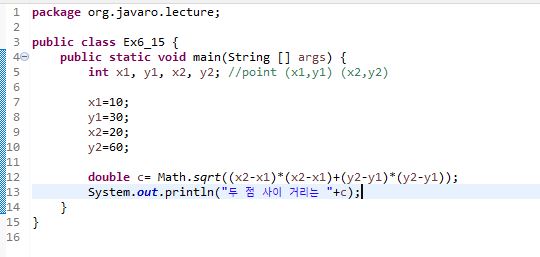 1 package org.javaro.lecture;
2
3 public class Ex6_15 {
4 public static void main(String [] args) {
5 int x1, y1, x2, y2; //point (x1,y1) (x2,y2)
6
7 x1=10;
8 y1=30;
9 x2=20;
10 y2=60;
11
12 double c= Math.sqrt((x2-x1)*(x2-x1)+(y2-y1)*(y2-y1));
13 System.out.println("두 점 사이 거리는 "+c);
14 }
15 }
16